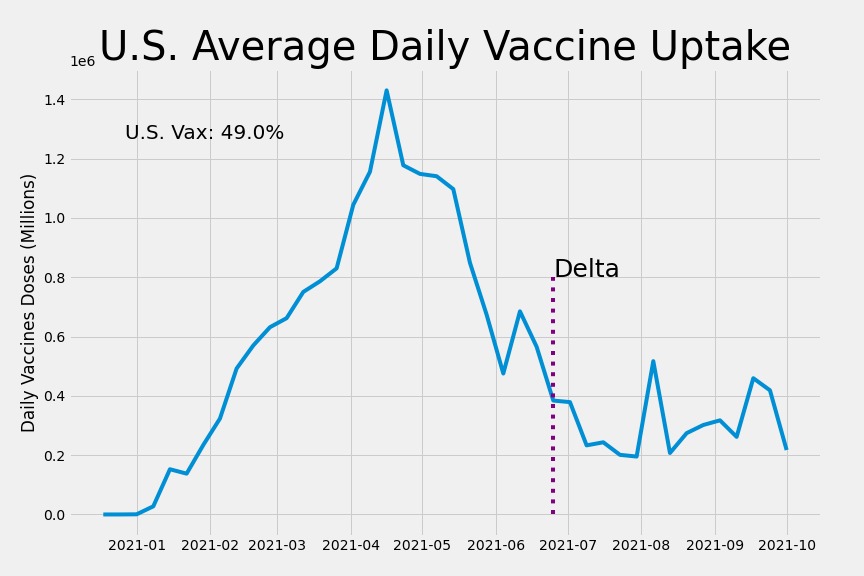 U.S. Average Daily Vaccine Uptake
1e6
1.4
U.S. Vax: 49.0%
1.2
1.0
Delta
0.8
0.6
0.4
0.2
0.0
Daily Vaccines Doses (Millions)
2021-01 2021-02 2021-03 2021-04 2021-05 2021-06 2021-07 2021-08 2021-09 2021-10